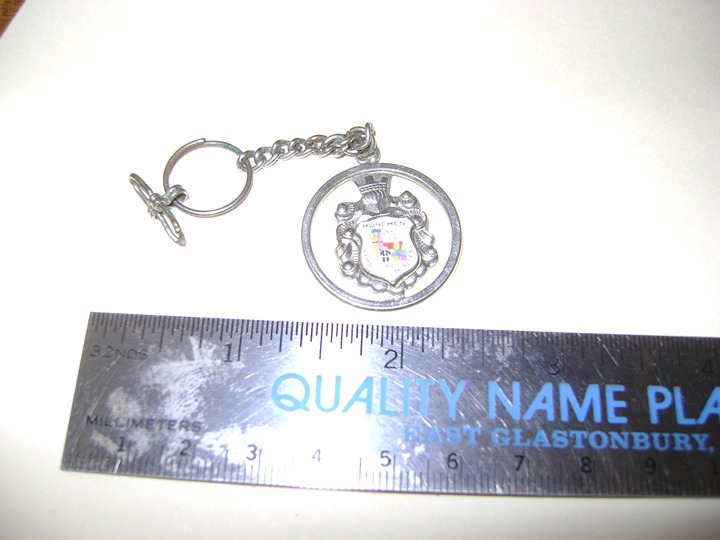 MÜNCHEN
1 2 3 4
32NDS
QUALITY NAME PLA
MILLIMETERS
EAST GLASTONBURY,
1 2 3 4 5 6 7 8 9